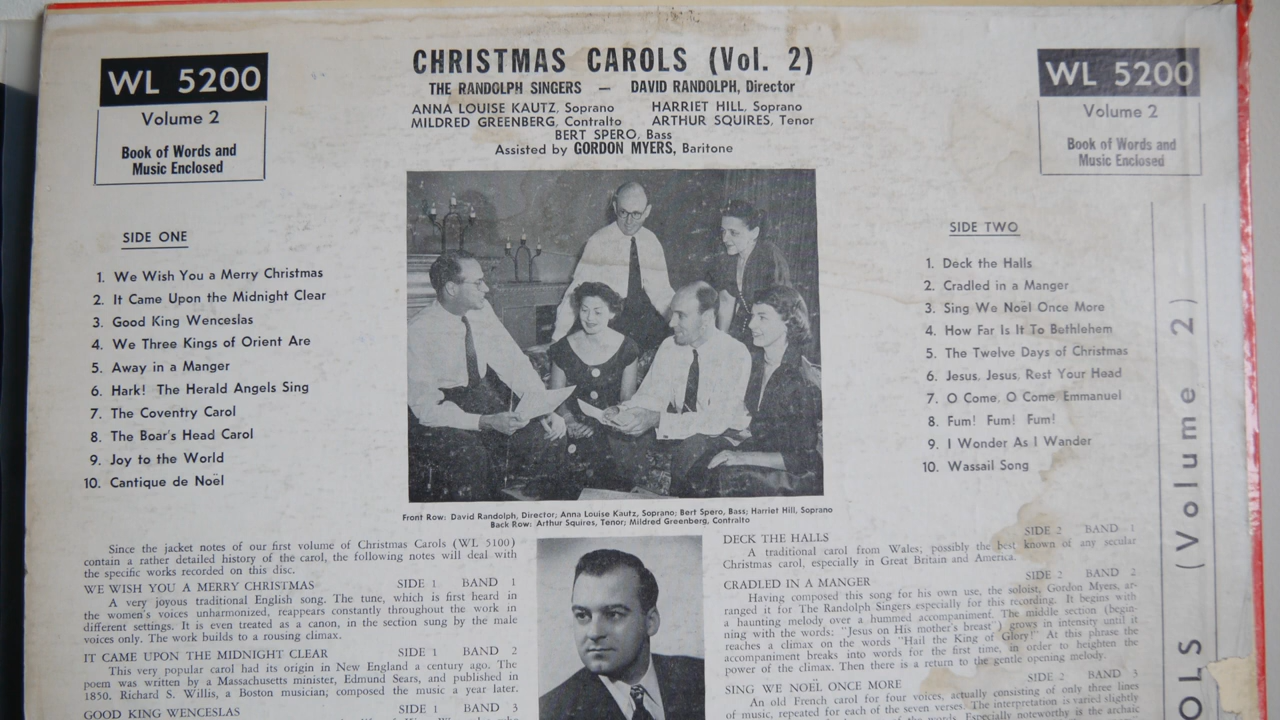 WL 5200
Volume 2
Book of Words and
Music Enclosed
CHRISTMAS CAROLS (Vol. 2)
THE RANDOLPH SINGERS — DAVID RANDOLPH, Director
ANNA LOUISE KAUTZ, Soprano HARRIET HILL, Soprano
MILDRED GREENBERG, Contralto ARTHUR SQUIRES, Tenor
BERT SPERO, Bass
Assisted by GORDON MYERS, Baritone
WL 5200
Volume 2
Book of Words and
Music Enclosed
SIDE ONE
1. We Wish You a Merry Christmas
2. It Came Upon the Midnight Clear
3. Good King Wenceslas
4. We Three Kings of Orient Are
5. Away in a Manger
6. Hark! The Herald Angels Sing
7. The Coventry Carol
8. The Boar's Head Carol
9. Joy to the World
10. Cantique de Noël
SIDE TWO
1. Deck the Halls
2. Cradled in a Manger
3. Sing We Noël Once More
4. How Far Is It To Bethlehem
5. The Twelve Days of Christmas
6. Jesus, Jesus, Rest Your Head
7. O Come, O Come, Emmanuel
8. Fum! Fum! Fum!
9. I Wonder As I Wander
10. Wassail Song
Front Row: David Randolph, Director; Anna Louise Kautz, Soprano; Bert Spero, Bass; Harriet Hill, Soprano
Back Row: Arthur Squires, Tenor; Mildred Greenberg, Contralto
Since the jacket notes of our first volume of Christmas Carols (WL 5100)
contain a rather detailed history of the carol, the following notes will deal with
the specific works recorded on this disc.
WE WISH YOU A MERRY CHRISTMAS SIDE 1 BAND 1
A very joyous traditional English song. The tune, which is first heard in
the women's voices unharmonized, reappears constantly throughout the work in
different settings. It is even treated as a canon, in the section sung by the male
voices only. The work builds to a rousing climax.
IT CAME UPON THE MIDNIGHT CLEAR SIDE 1 BAND 2
This very popular carol had its origin in New England a century ago. The
poem was written by a Massachusetts minister, Edmund Sears, and published in
1850. Richard S. Willis, a Boston musician; composed the music a year later.
GOOD KING WENCESLAS SIDE 1 BAND 3
DECK THE HALLS SIDE 2 BAND 1
A traditional carol from Wales; possibly the best known of any secular
Christmas carol, especially in Great Britain and America.
CRADLED IN A MANGER SIDE 2 BAND 2
Having composed this song for his own use, the soloist, Gordon Myers, ar-
ranged it for The Randolph Singers especially for this recording. It begins with
a haunting melody over a hummed accompaniment. The middle section (begin-
ning with the words: "Jesus on His mother's breast") grows in intensity until it
reaches a climax on the words "Hail the King of Glory!" At this phrase the
accompaniment breaks into words for the first time, in order to heighten the
power of the climax. Then there is a return to the gentle opening melody.
SING WE NOËL ONCE MORE SIDE 2 BAND 3
An old French carol for four voices, actually consisting of only three lines
of music, repeated for each of the seven verses. The interpretation is varied slightly
of the words. Especially noteworthy is the archaic
OLS (Volume 2)